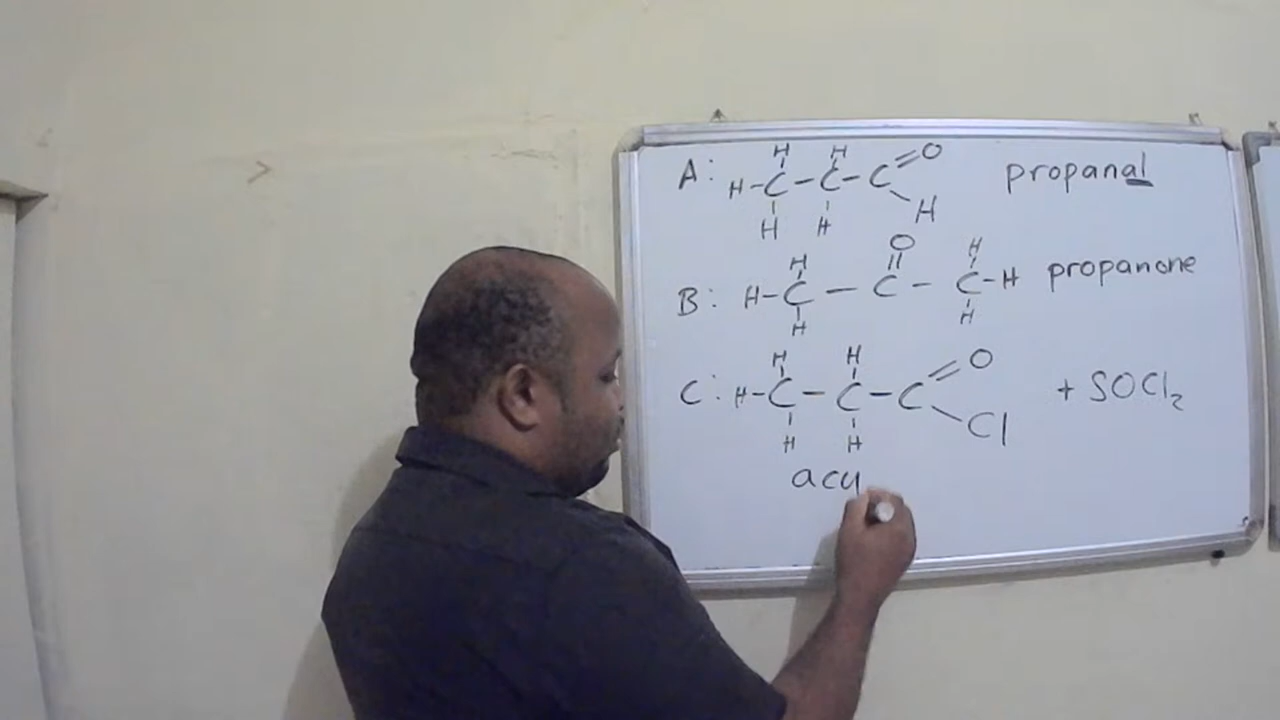 H H
A: H-C-C-C=O propanal
H H H
H O H
B: H-C-C-C-H propanone
H H
H H
C: H-C-C-C=O + SOCl₂
H H Cl
acy